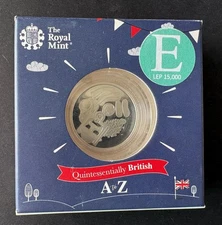 The
Royal
Mint®
E
LEP 15,000
Quintessentially British
A to Z